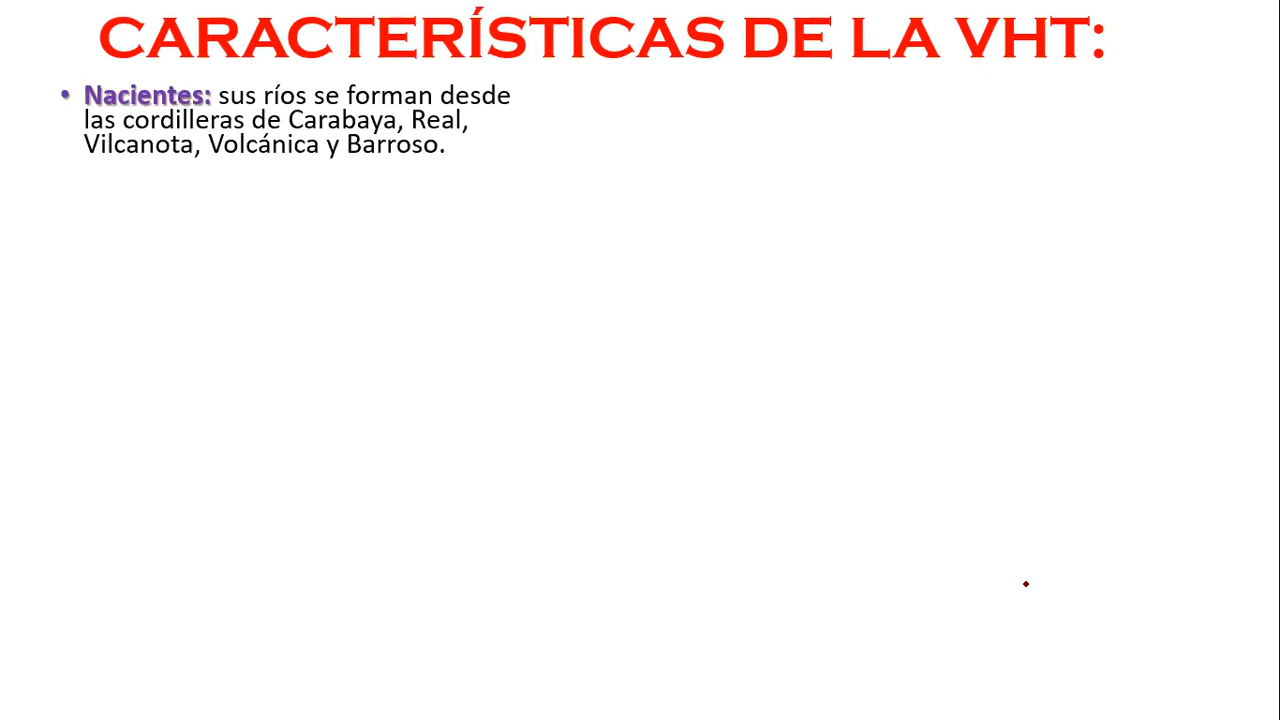 CARACTERÍSTICAS DE LA VHT:
• Nacientes: sus ríos se forman desde
las cordilleras de Carabaya, Real,
Vilcanota, Volcánica y Barroso.